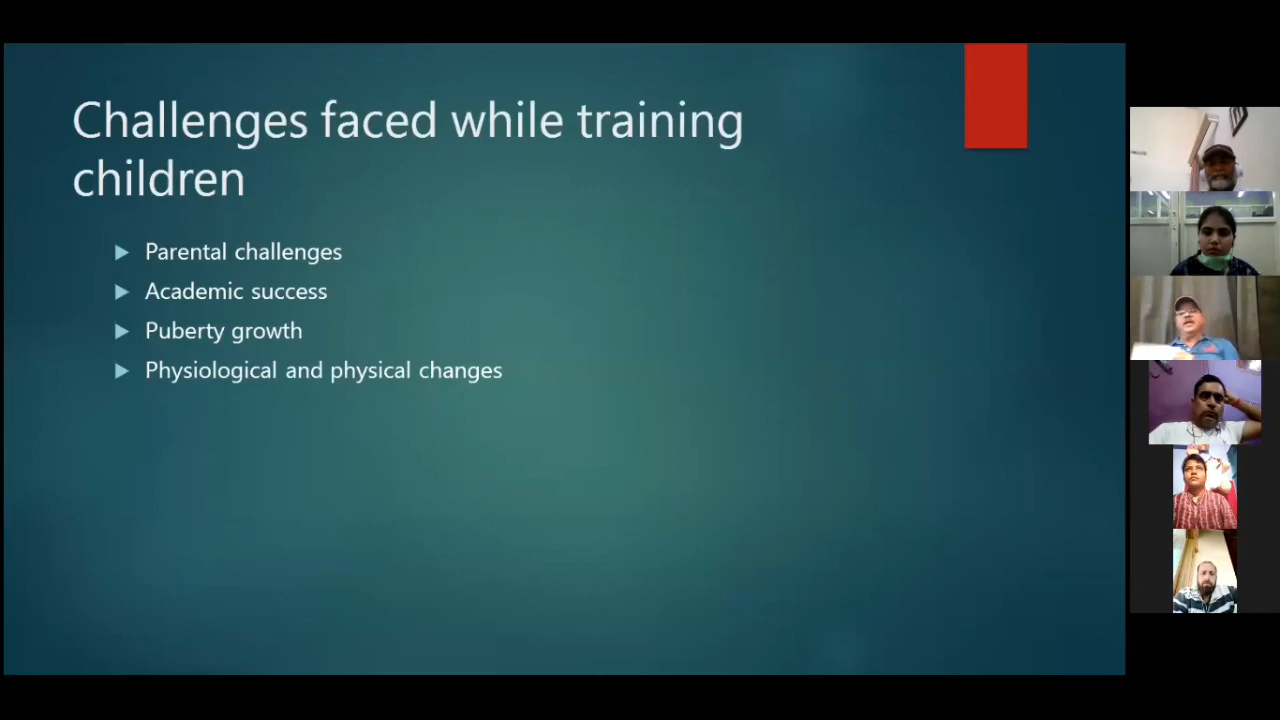 Challenges faced while training
children
Parental challenges
Academic success
Puberty growth
Physiological and physical changes